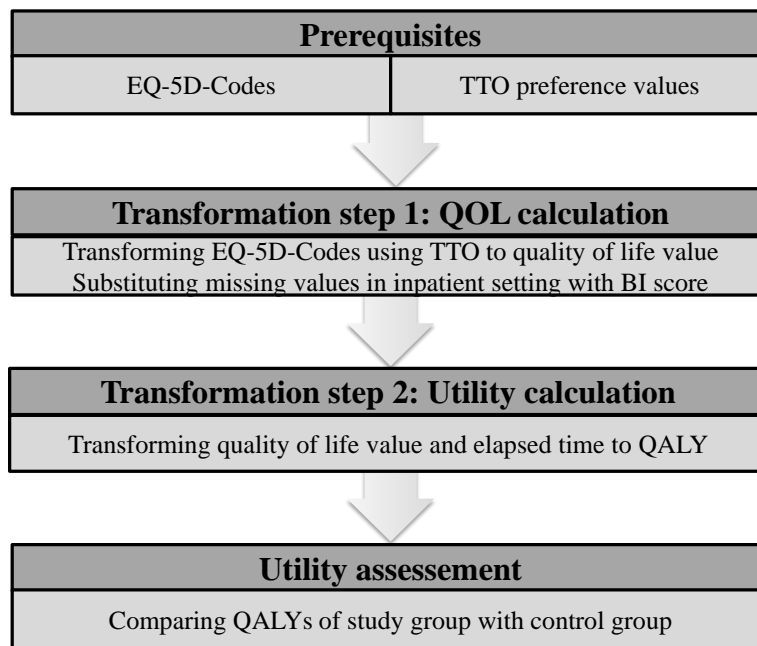 Prerequisites
EQ-5D-Codes
TTO preference values
Transformation step 1: QOL calculation
Transforming EQ-5D-Codes using TTO to quality of life value
Substituting missing values in inpatient setting with BI score
Transformation step 2: Utility calculation
Transforming quality of life value and elapsed time to QALY
Utility assessement
Comparing QALYs of study group with control group